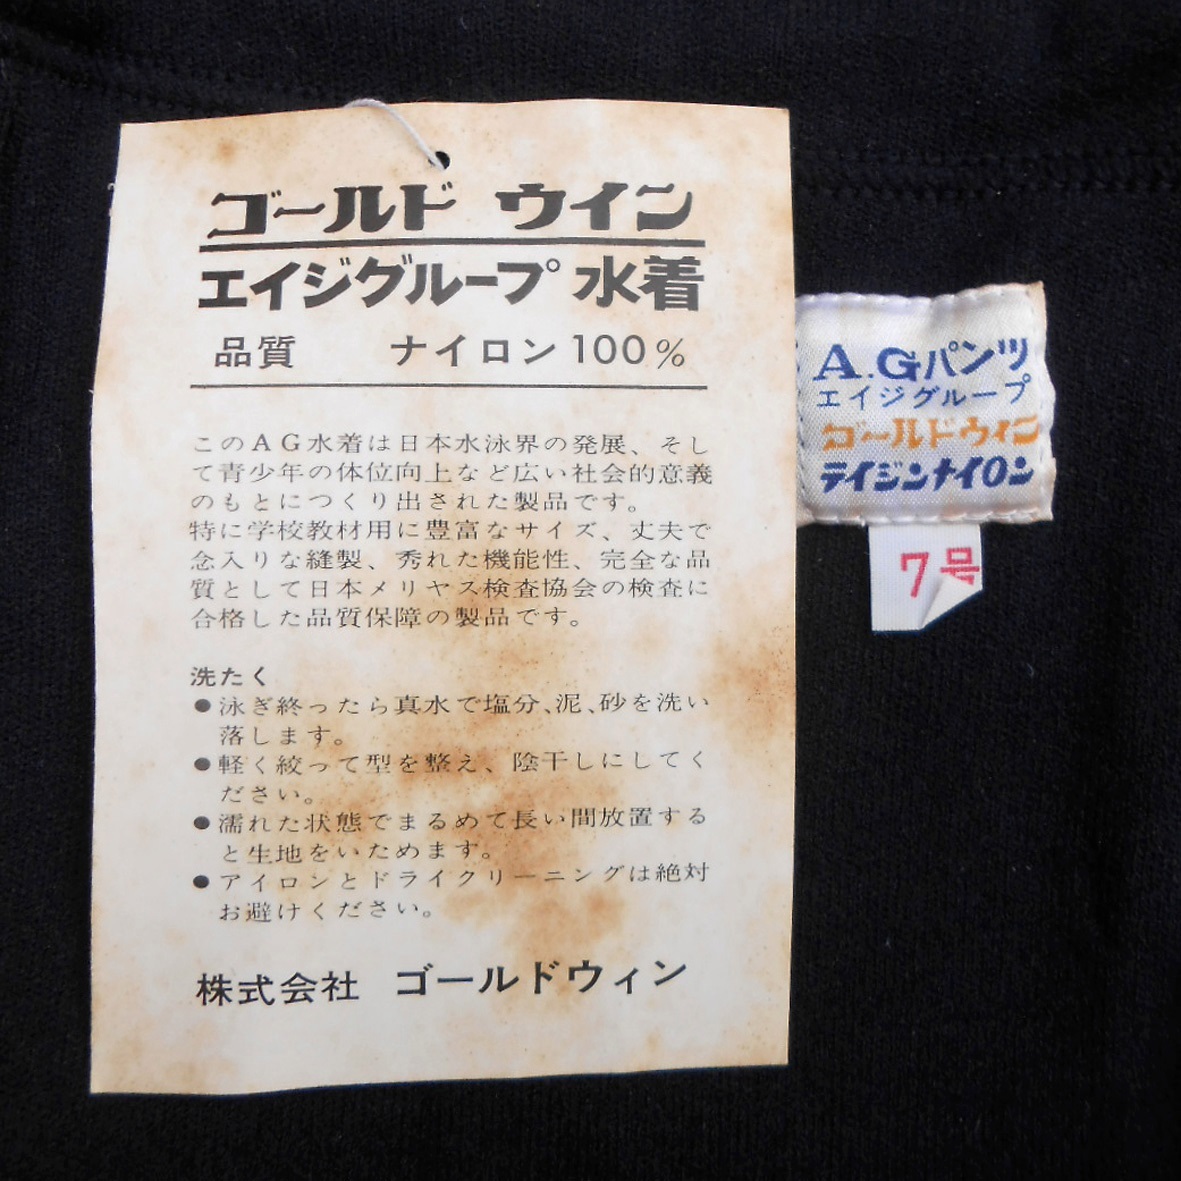 ゴールド ウイン
エイジグループ 水着
品質 ナイロン100%
このAG水着は日本水泳界の発展、そし
て青少年の体位向上など広い社会的意義
のもとにつくり出された製品です。
特に学校教材用に豊富なサイズ、丈夫で
念入りな縫製、秀れた機能性、完全な品
質として日本メリヤス検査協会の検査に
合格した品質保障の製品です。
洗たく
●泳ぎ終ったら真水で塩分、泥、砂を洗い
落します。
●軽く絞って型を整え、陰干しにしてく
ださい。
●濡れた状態でまるめて長い間放置する
と生地をいためます。
●アイロンとドライクリーニングは絶対
お避けください。
株式会社 ゴールドウィン
A.Gパンツ
エイジグループ
ゴールドウィン
テイジンナイロン
7号